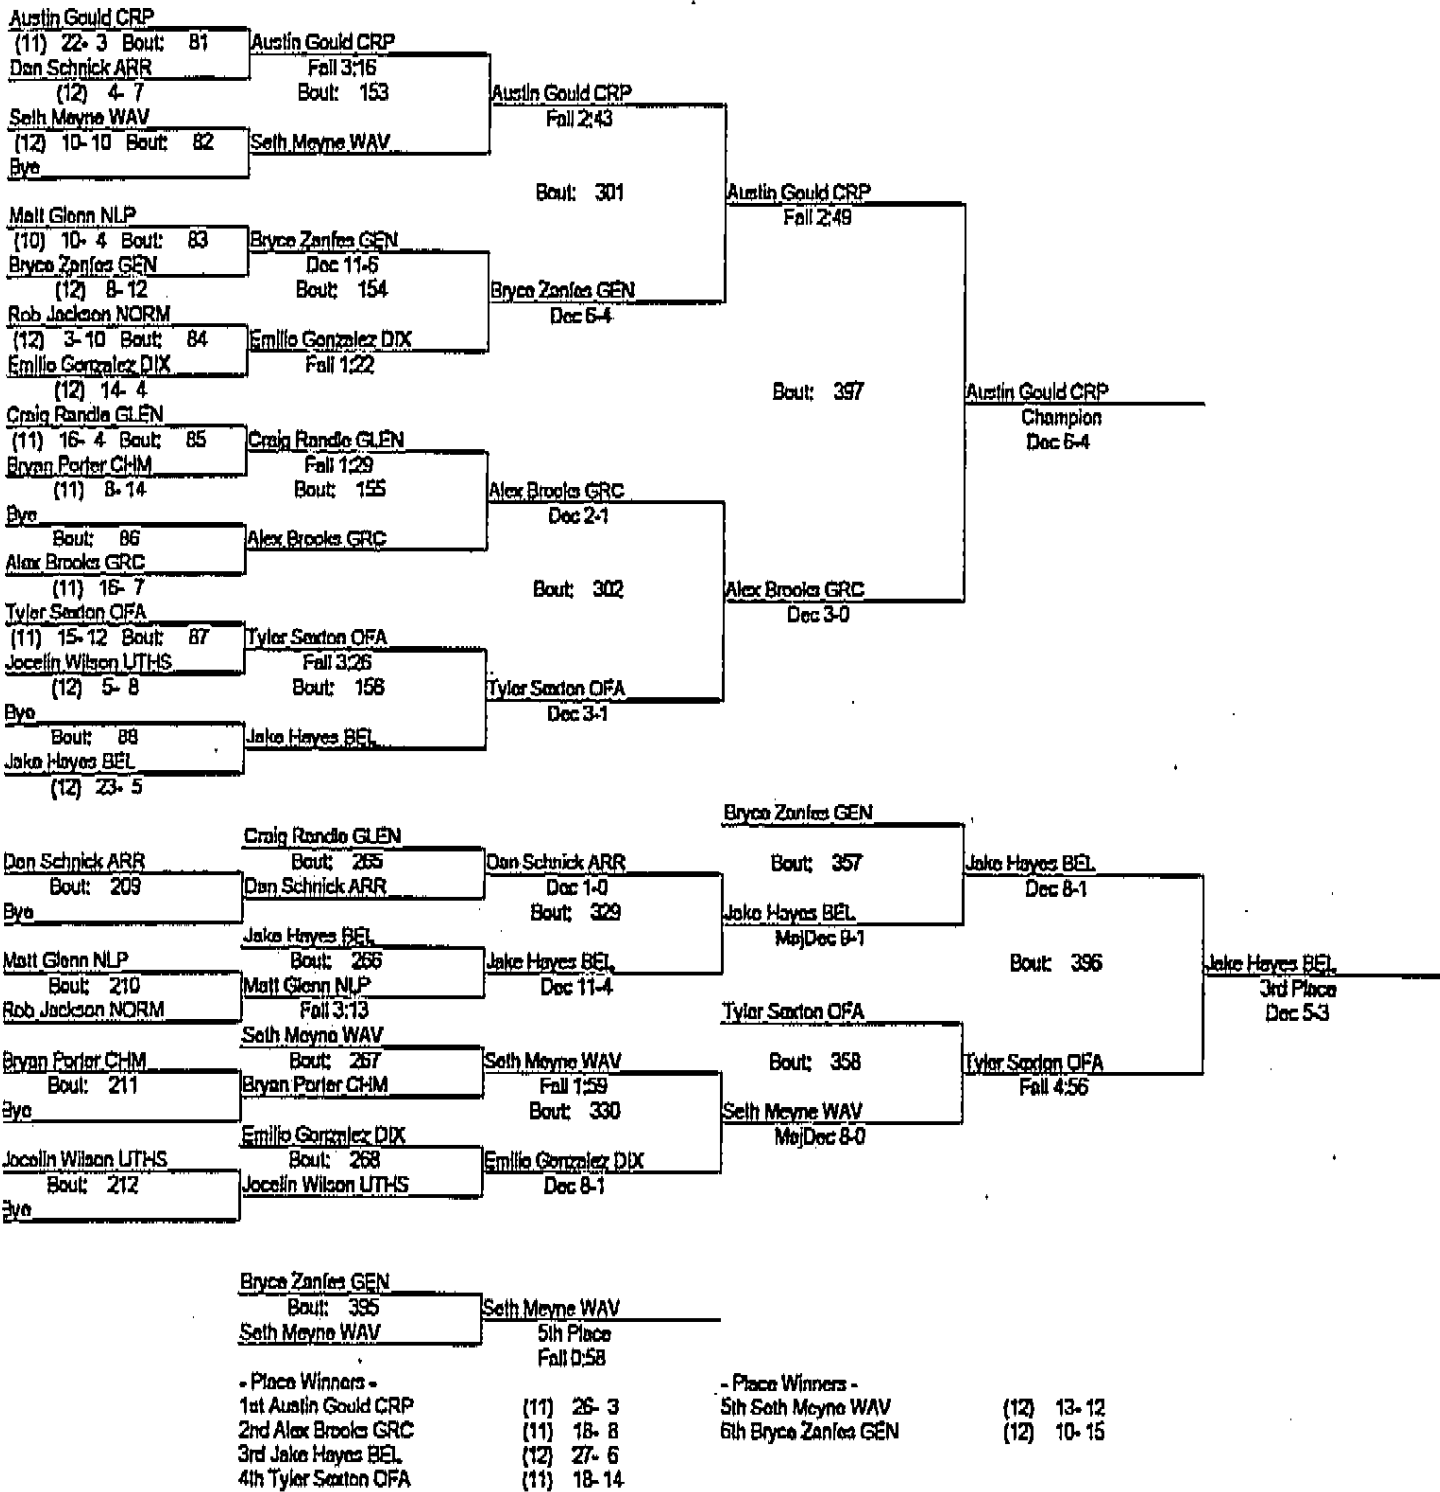 Austin Gould CRP
(11) 22- 3 Bout: 81
Dan Schnick ARR
(12) 4- 7
Seth Meyne WAV
(12) 10- 10 Bout: 82
Bye
Matt Glenn NLP
(10) 10- 4 Bout: 83
Bryce Zanfes GEN
(12) 8- 12
Rob Jackson NORM
(12) 3- 10 Bout: 84
Emilio Gonzalez DIX
(12) 14- 4
Craig Randle GLEN
(11) 16- 4 Bout: 85
Bryan Porter CHM
(11) 8- 14
Bye
Bout: 86
Alex Brooks GRC
(11) 16- 7
Tyler Sexton OFA
(11) 15- 12 Bout: 87
Jocelin Wilson UTHS
(12) 5- 8
Bye
Bout: 88
Jake Hayes BEL
(12) 23- 5
Austin Gould CRP
Fall 3:16
Bout: 153
Seth Meyne WAV
Bryce Zanfes GEN
Dec 11-6
Bout: 154
Emilio Gonzalez DIX
Fall 1:22
Craig Randle GLEN
Fall 1:29
Bout: 155
Alex Brooks GRC
Tyler Sexton OFA
Fall 3:26
Bout: 156
Jake Hayes BEL
Austin Gould CRP
Fall 2:43
Bout: 301
Bryce Zanfes GEN
Dec 6-4
Alex Brooks GRC
Dec 2-1
Bout: 302
Tyler Sexton OFA
Dec 3-1
Austin Gould CRP
Fall 2:49
Bout: 397
Alex Brooks GRC
Dec 3-0
Austin Gould CRP
Champion
Dec 6-4
Dan Schnick ARR
Bout: 209
Bye
Matt Glenn NLP
Bout: 210
Rob Jackson NORM
Bryan Porter CHM
Bout: 211
Bye
Jocelin Wilson UTHS
Bout: 212
Bye
Craig Randle GLEN
Bout: 265
Dan Schnick ARR
Jake Hayes BEL
Bout: 266
Matt Glenn NLP
Fall 3:13
Seth Meyne WAV
Bout: 267
Bryan Porter CHM
Emilio Gonzalez DIX
Bout: 268
Jocelin Wilson UTHS
Dan Schnick ARR
Dec 1-0
Bout: 329
Jake Hayes BEL
Dec 11-4
Seth Meyne WAV
Fall 1:59
Bout: 330
Emilio Gonzalez DIX
Dec 8-1
Bryce Zanfes GEN
Bout: 357
Jake Hayes BEL
MajDec 9-1
Tyler Sexton OFA
Bout: 358
Seth Meyne WAV
MajDec 8-0
Jake Hayes BEL
Dec 8-1
Bout: 396
Tyler Sexton OFA
Fall 4:56
Jake Hayes BEL
3rd Place
Dec 5-3
Bryce Zanfes GEN
Bout: 395
Seth Meyne WAV
Seth Meyne WAV
5th Place
Fall 0:58
- Place Winners -
1st Austin Gould CRP (11) 26- 3
2nd Alex Brooks GRC (11) 18- 8
3rd Jake Hayes BEL (12) 27- 6
4th Tyler Sexton OFA (11) 18- 14
- Place Winners -
5th Seth Meyne WAV (12) 13- 12
6th Bryce Zanfes GEN (12) 10- 15